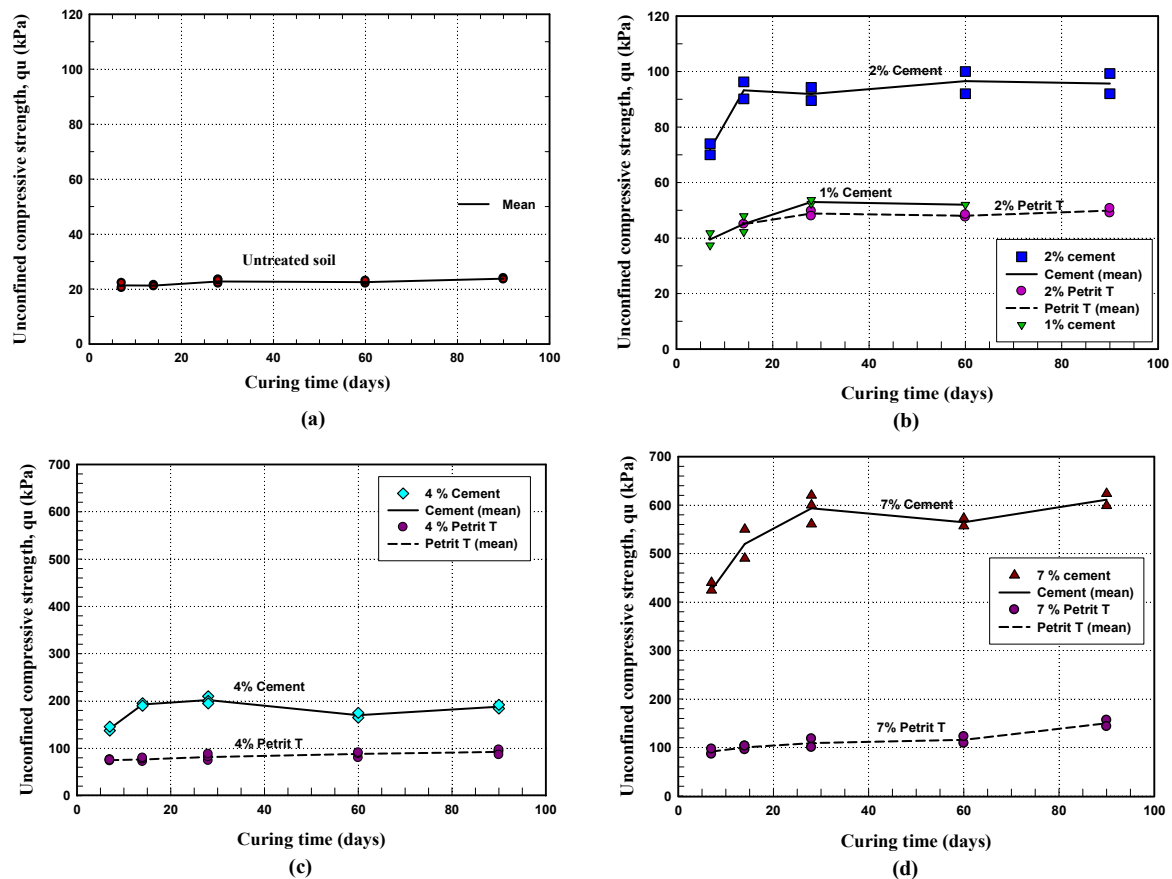 Unconfined compressive strength, qu (kPa)
120
100
80
60
40
20
0
Mean
Untreated soil
0 20 40 60 80 100
Curing time (days)
(a)
Unconfined compressive strength, qu (kPa)
120
100
80
60
40
20
0
2% Cement
1% Cement
2% Petrit T
2% cement
Cement (mean)
2% Petrit T
Petrit T (mean)
1% cement
0 20 40 60 80 100
Curing time (days)
(b)
Unconfined compressive strength, qu (kPa)
700
600
500
400
300
200
100
0
4 % Cement
Cement (mean)
4 % Petrit T
Petrit T (mean)
4% Cement
4% Petrit T
0 20 40 60 80 100
Curing time (days)
(c)
Unconfined compressive strength, qu (kPa)
700
600
500
400
300
200
100
0
7% Cement
7 % cement
Cement (mean)
7 % Petrit T
Petrit T (mean)
7% Petrit T
0 20 40 60 80 100
Curing time (days)
(d)